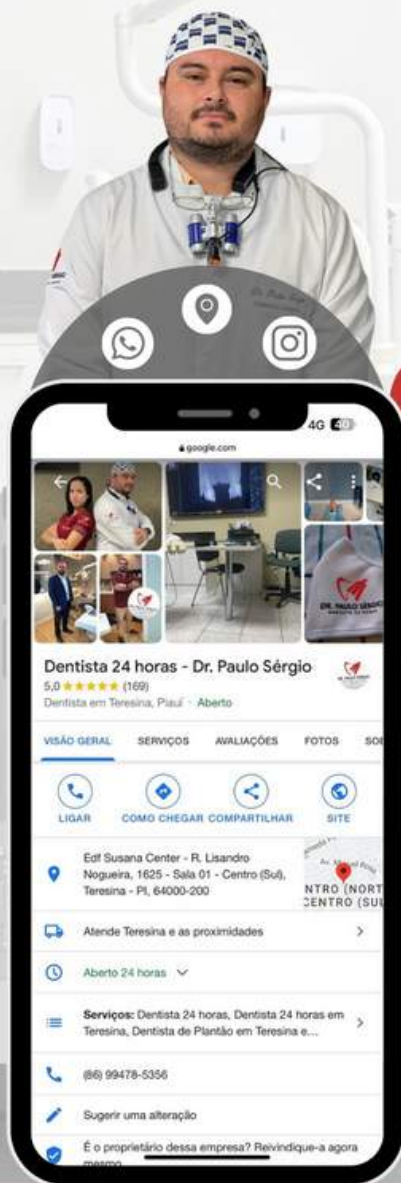 4G 40
google.com
DR. PAULO SÉRGIO
Dentista 24 horas - Dr. Paulo Sérgio
5,0 ★★★★★ (169)
Dentista em Teresina, Piauí · Aberto
VISÃO GERAL SERVIÇOS AVALIAÇÕES FOTOS SOB
LIGAR COMO CHEGAR COMPARTILHAR SITE
Edf Susana Center - R. Lisandro
Nogueira, 1625 - Sala 01 - Centro (Sul),
Teresina - PI, 64000-200
NTRO (NORT
CENTRO (SUL
Atende Teresina e as proximidades
Aberto 24 horas
Serviços: Dentista 24 horas, Dentista 24 horas em
Teresina, Dentista de Plantão em Teresina e...
(86) 99478-5356
Sugerir uma alteração
É o proprietário dessa empresa? Reivindique-a agora
mesmo